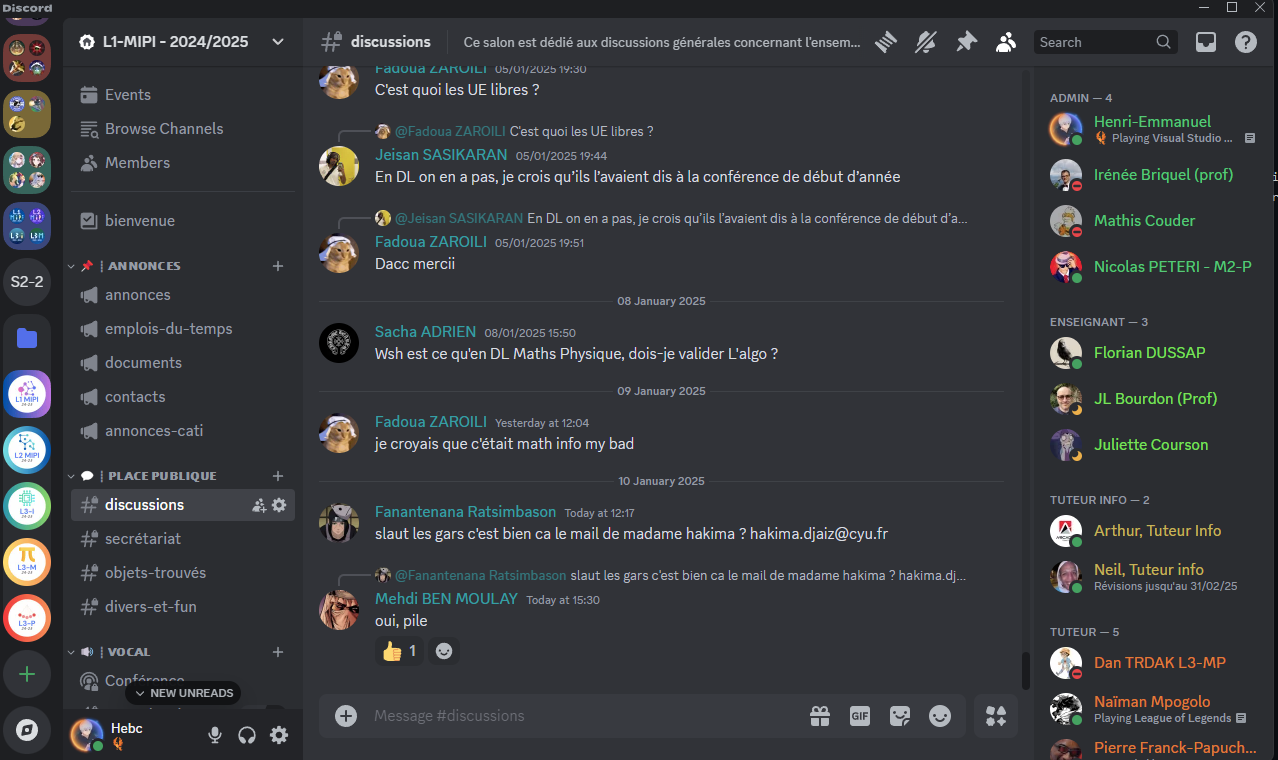 Discord
L1-MIPI - 2024/2025
discussions
Ce salon est dédié aux discussions générales concernant l'ensem...
Search
S2-2
L1 MIPI
L2 MIPI
L3-I
L3-M
L3-P
Events
Browse Channels
Members
bienvenue
ANNONCES
annonces
emplois-du-temps
documents
contacts
annonces-cati
PLACE PUBLIQUE
discussions
secrétariat
objets-trouvés
divers-et-fun
VOCAL
Conférence
NEW UNREADS
Hebc
Fadoua ZAROILI 05/01/2025 19:30
C'est quoi les UE libres ?
@Fadoua ZAROILI C'est quoi les UE libres ?
Jeisan SASIKARAN 05/01/2025 19:44
En DL on en a pas, je crois qu’ils l’avaient dis à la conférence de début d’année
@Jeisan SASIKARAN En DL on en a pas, je crois qu’ils l’avaient dis à la conférence de début d’a...
Fadoua ZAROILI 05/01/2025 19:51
Dacc mercii
08 January 2025
Sacha ADRIEN 08/01/2025 15:50
Wsh est ce qu'en DL Maths Physique, dois-je valider L'algo ?
09 January 2025
Fadoua ZAROILI Yesterday at 12:04
je croyais que c'était math info my bad
10 January 2025
Fanantenana Ratsimbason Today at 12:17
slaut les gars c'est bien ca le mail de madame hakima ? hakima.djaiz@cyu.fr
@Fanantenana Ratsimbason slaut les gars c'est bien ca le mail de madame hakima ? hakima.dj...
Mehdi BEN MOULAY Today at 15:30
oui, pile
1
Message #discussions
GIF
ADMIN — 4
Henri-Emmanuel
Playing Visual Studio ...
Irénée Briquel (prof)
Mathis Couder
Nicolas PETERI - M2-P
ENSEIGNANT — 3
Florian DUSSAP
JL Bourdon (Prof)
Juliette Courson
TUTEUR INFO — 2
Arthur, Tuteur Info
Neil, Tuteur info
Révisions jusqu'au 31/02/25
TUTEUR — 5
Dan TRDAK L3-MP
Naïman Mpogolo
Playing League of Legends
Pierre Franck-Papuch...